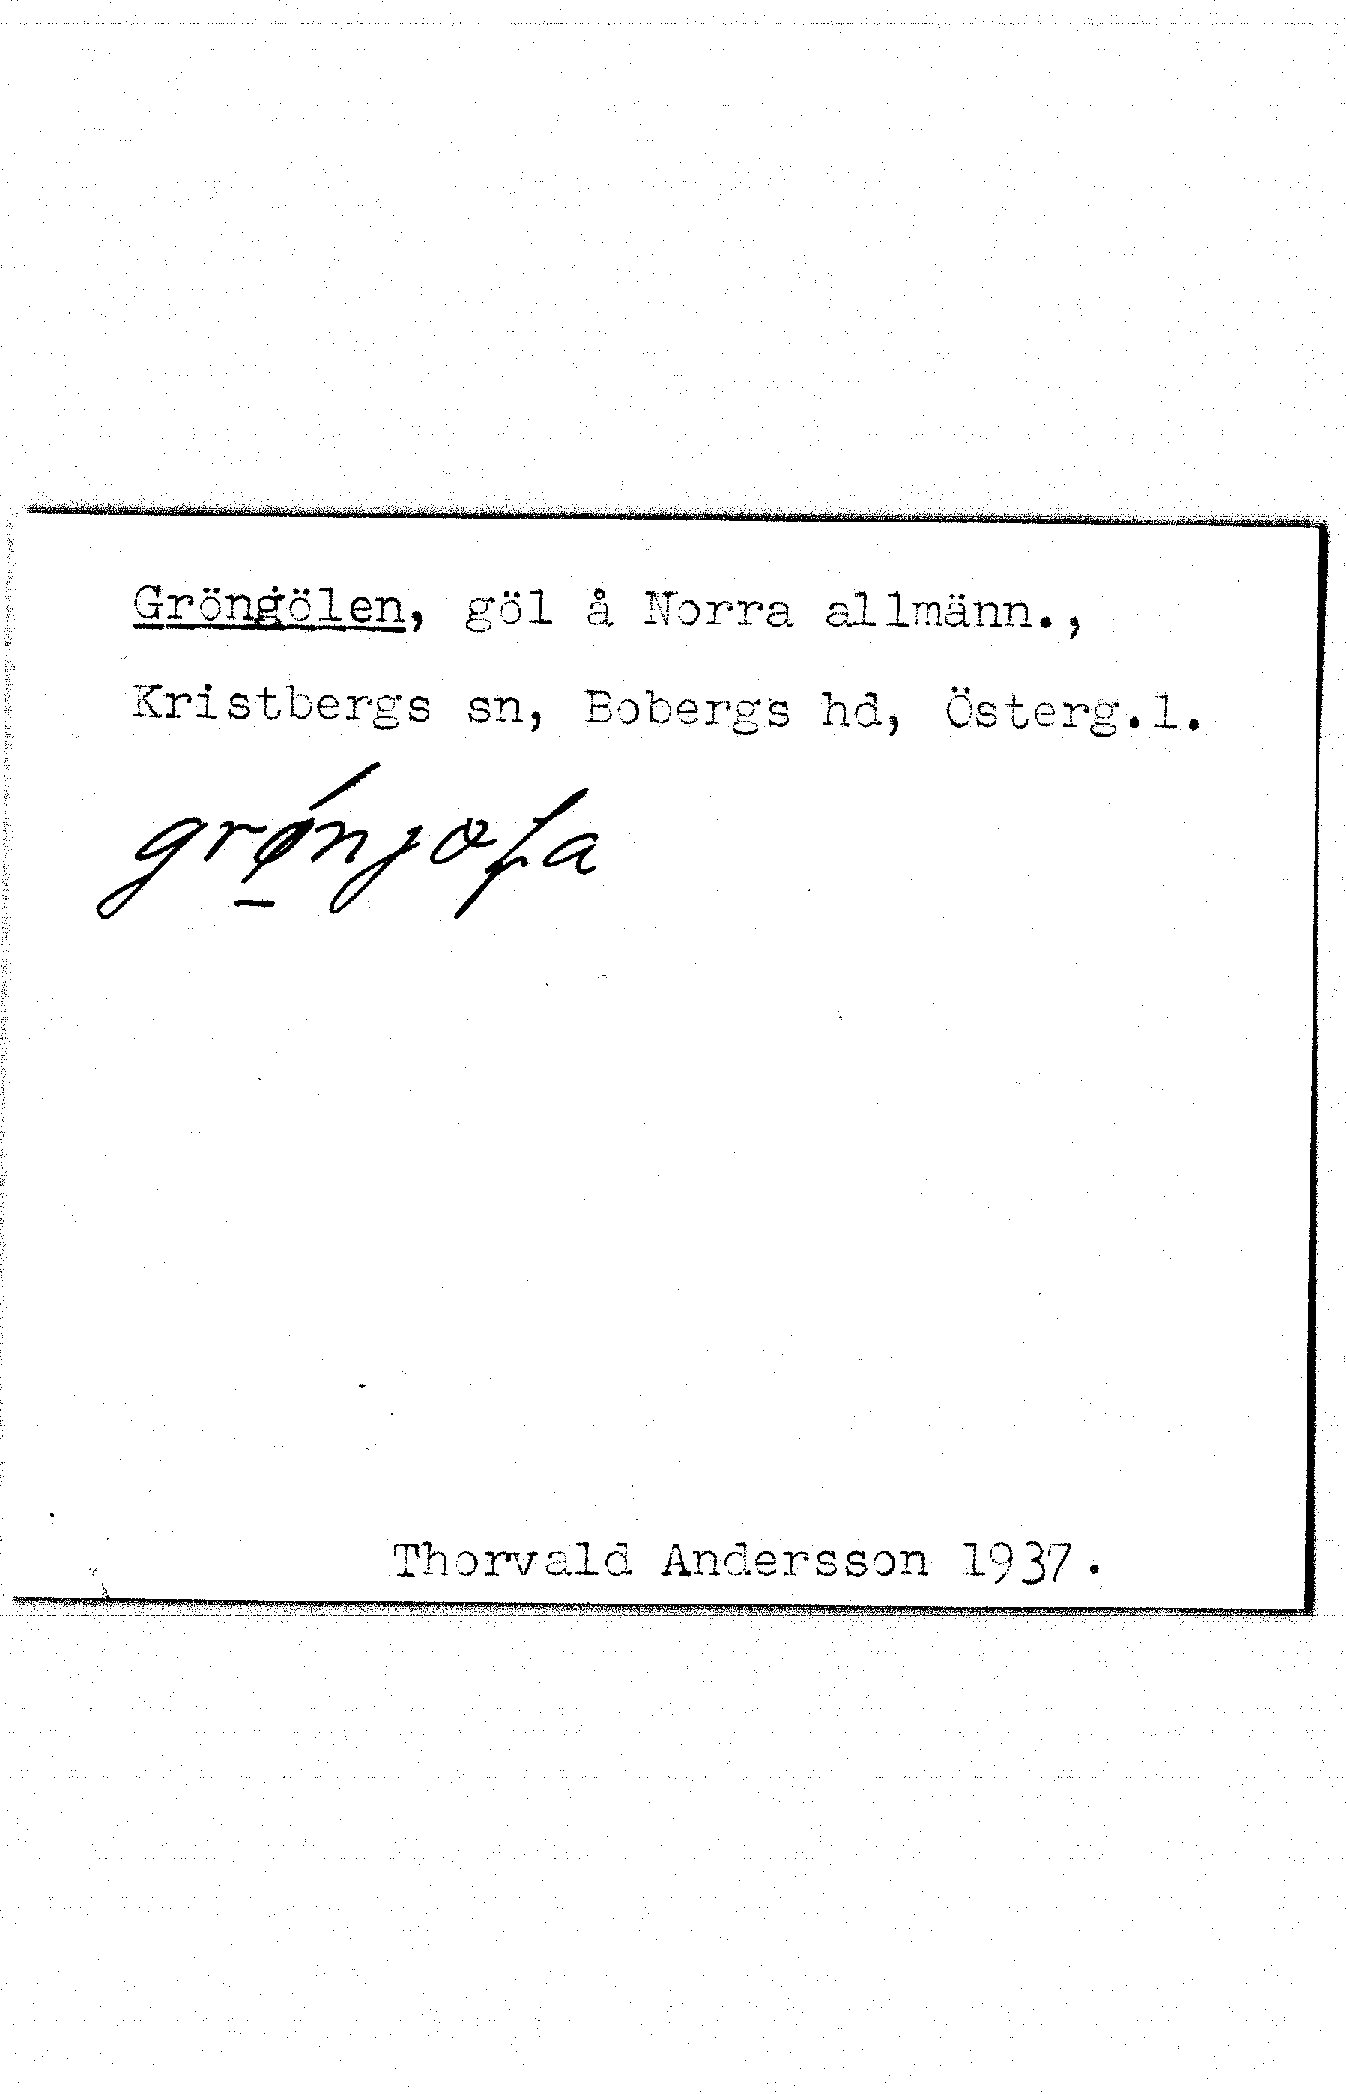 Gröngölen, göl å Norra allmänn.,
Kristbergs sn, Bobergs hd, Österg.l.
Thorvald Andersson 1937.